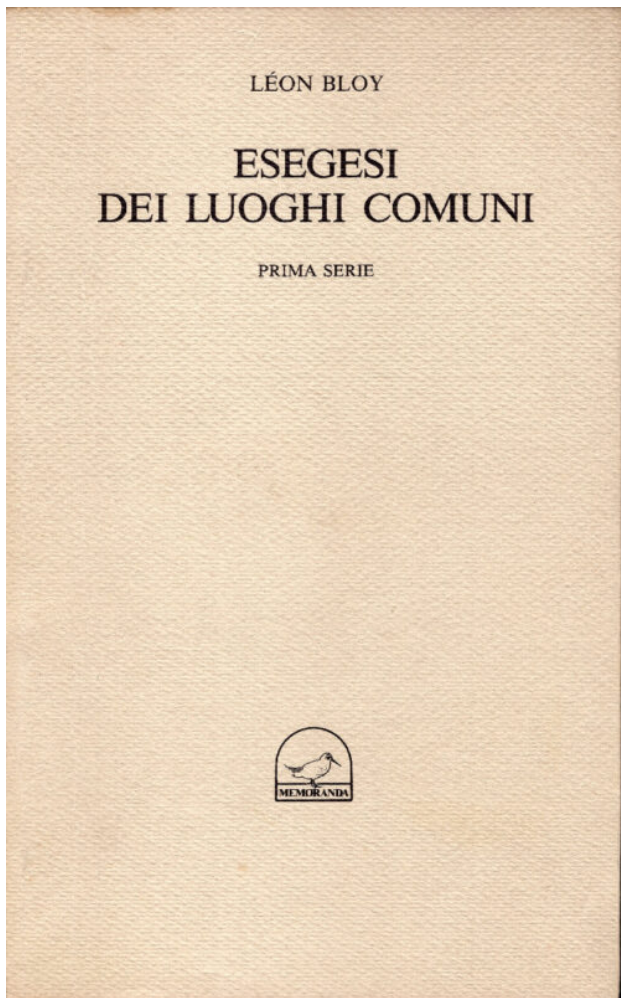 LÉON BLOY
ESEGESI
DEI LUOGHI COMUNI
PRIMA SERIE
MEMORANDA